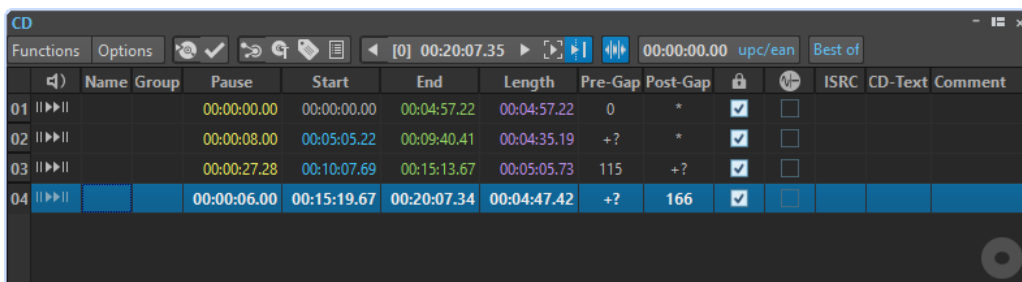 CD
Functions Options [0] 00:20:07.35 00:00:00.00 upc/ean Best of
Name Group Pause Start End Length Pre-Gap Post-Gap ISRC CD-Text Comment
01 00:00:00.00 00:00:00.00 00:04:57.22 00:04:57.22 0 *
02 00:00:08.00 00:05:05.22 00:09:40.41 00:04:35.19 +? *
03 00:00:27.28 00:10:07.69 00:15:13.67 00:05:05.73 115 +?
04 00:00:06.00 00:15:19.67 00:20:07.34 00:04:47.42 +? 166